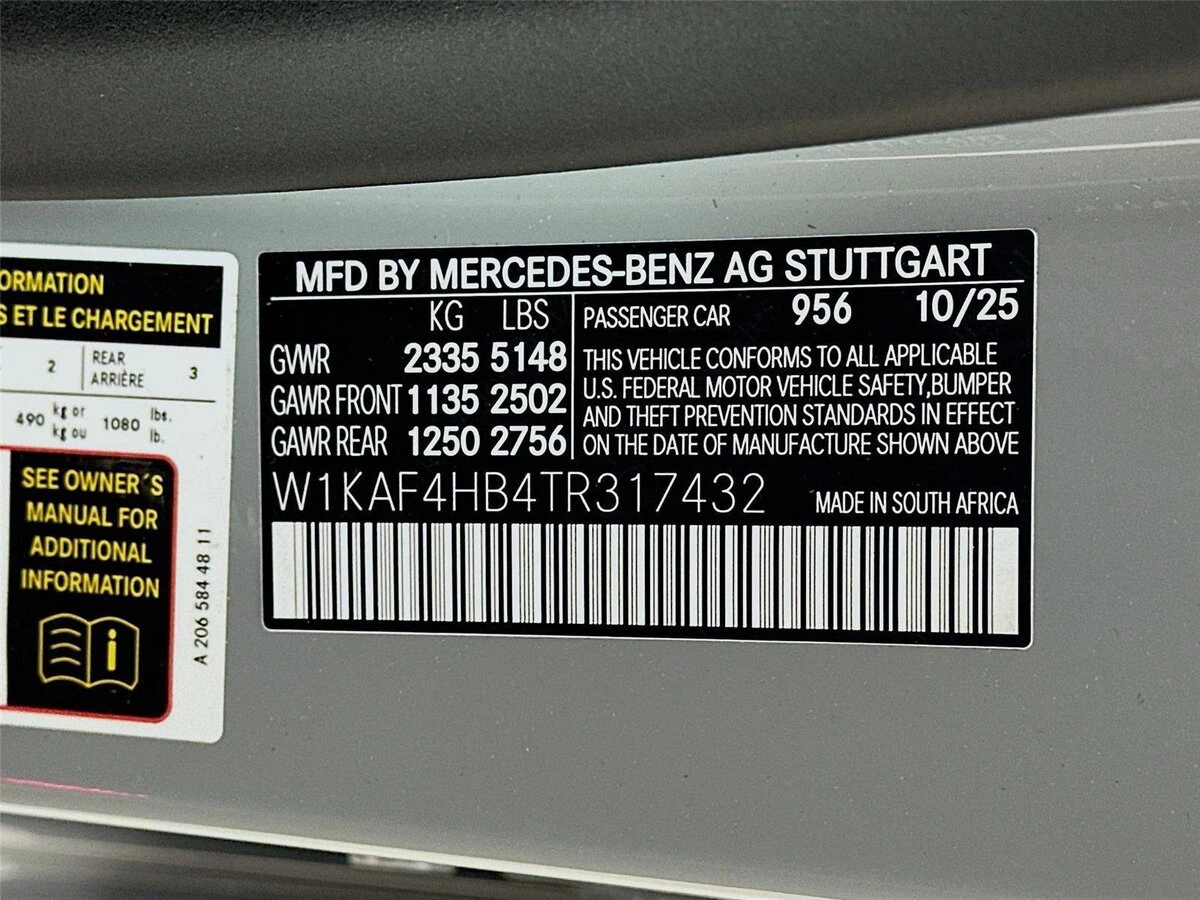 ORMATION
S ET LE CHARGEMENT
2 REAR ARRIÈRE 3
490 kg or kg ou 1080 lbs. lb.
SEE OWNER´S
MANUAL FOR
ADDITIONAL
INFORMATION
i
A 206 584 48 11
MFD BY MERCEDES-BENZ AG STUTTGART
KG LBS
GVWR 2335 5148
GAWR FRONT 1135 2502
GAWR REAR 1250 2756
PASSENGER CAR 956 10/25
THIS VEHICLE CONFORMS TO ALL APPLICABLE
U.S. FEDERAL MOTOR VEHICLE SAFETY,BUMPER
AND THEFT PREVENTION STANDARDS IN EFFECT
ON THE DATE OF MANUFACTURE SHOWN ABOVE
W1KAF4HB4TR317432
MADE IN SOUTH AFRICA